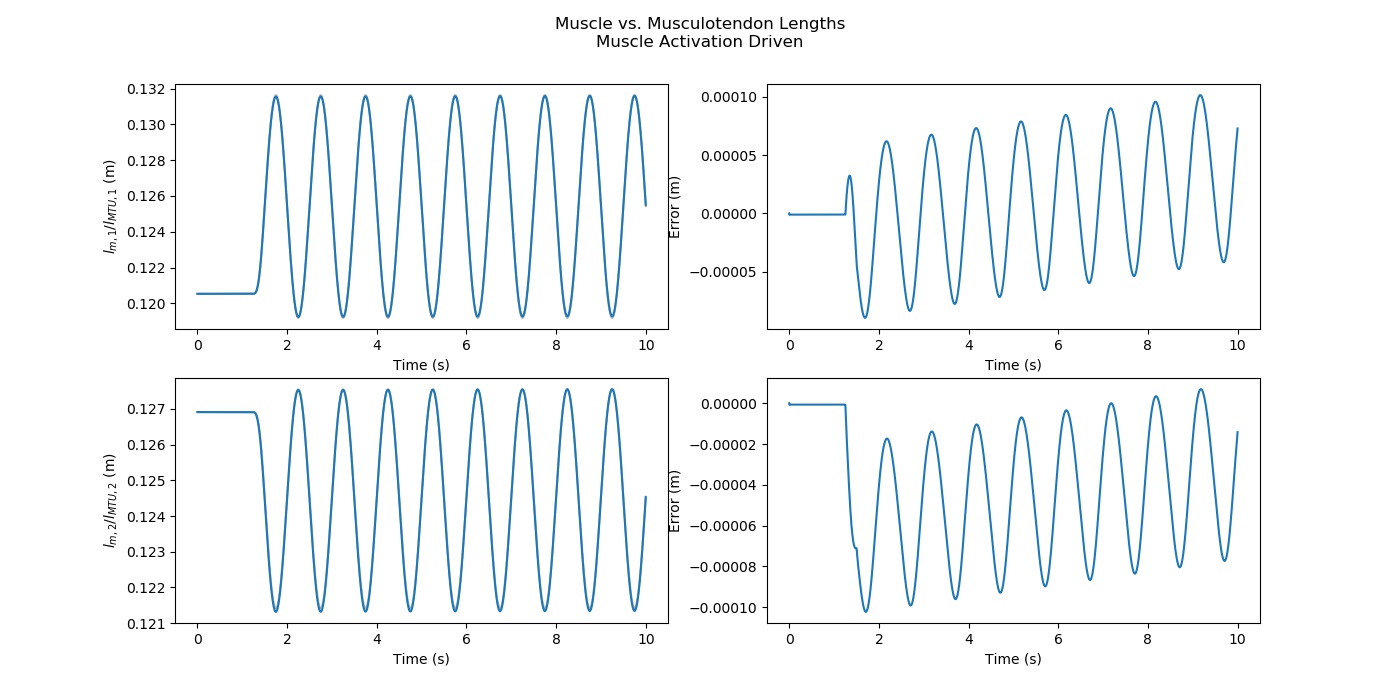 Muscle vs. Musculotendon Lengths
Muscle Activation Driven
0.132
0.130
0.128
0.126
0.124
0.122
0.120
l_{m,1}/l_{MTU,1} (m)
0 2 4 6 8 10
Time (s)
0.00010
0.00005
0.00000
−0.00005
Error (m)
0 2 4 6 8 10
Time (s)
0.127
0.126
0.125
0.124
0.123
0.122
0.121
l_{m,2}/l_{MTU,2} (m)
0 2 4 6 8 10
Time (s)
0.00000
−0.00002
−0.00004
−0.00006
−0.00008
−0.00010
Error (m)
0 2 4 6 8 10
Time (s)